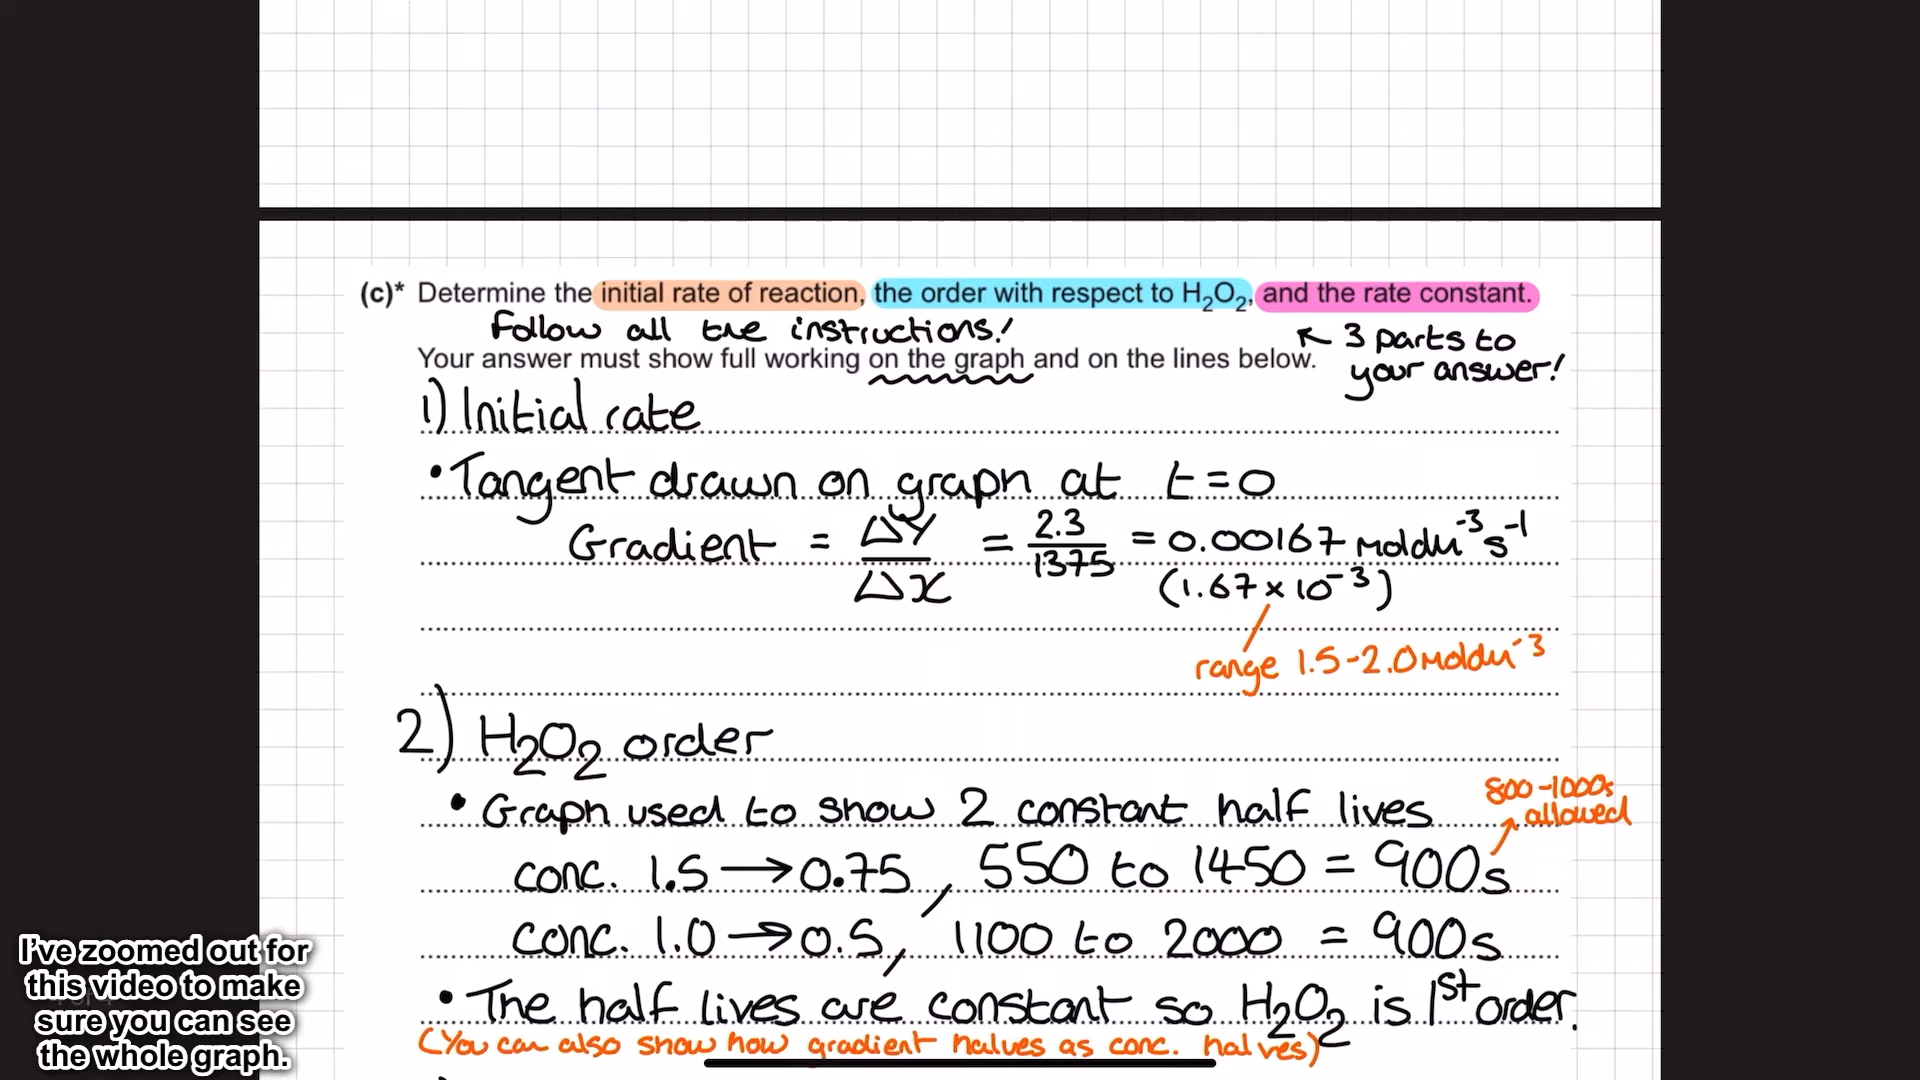 (c)* Determine the initial rate of reaction, the order with respect to H₂O₂, and the rate constant.
Follow all the instructions!
↖ 3 parts to
your answer!
Your answer must show full working on the graph and on the lines below.
1) Initial rate
• Tangent drawn on graph at t=0
Gradient = ΔY/Δx = 2.3/1375 = 0.00167 moldm⁻³s⁻¹
(1.67 × 10⁻³)
range 1.5-2.0 moldm⁻³
2) H₂O₂ order
• Graph used to show 2 constant half lives
800-1000s
allowed
conc. 1.5 → 0.75, 550 to 1450 = 900s
conc. 1.0 → 0.5, 1100 to 2000 = 900s
• The half lives are constant so H₂O₂ is 1st order.
(You can also show how gradient halves as conc. halves)
I've zoomed out for
this video to make
sure you can see
the whole graph.